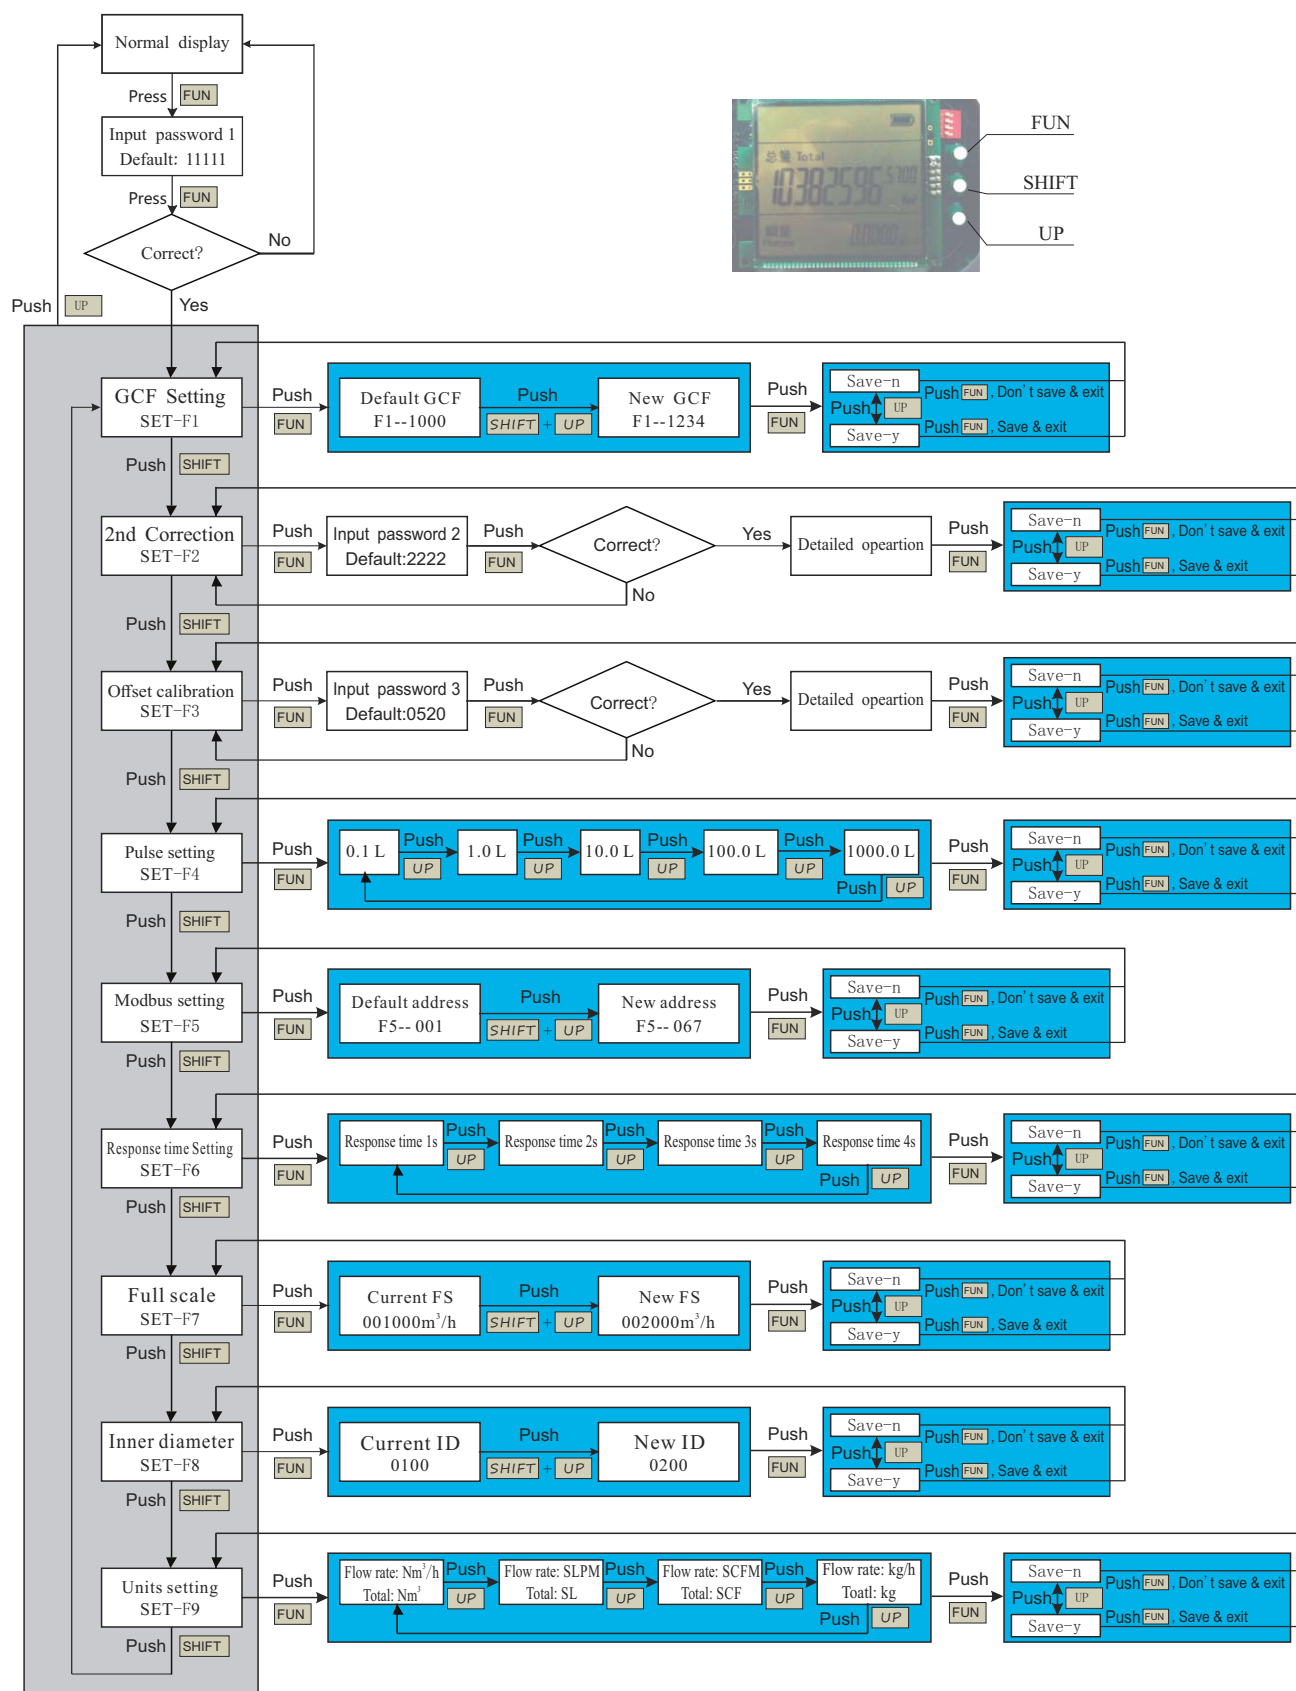 Normal display
Press FUN
Input password 1
Default: 11111
Press FUN
Correct?
No
Yes
Push UP
总量 Total
10382596.5700
0.0000
FUN
SHIFT
UP
GCF Setting
SET-F1
Push
FUN
Default GCF
F1--1000
Push
SHIFT + UP
New GCF
F1--1234
Push
FUN
Save-n
Push UP
Save-y
Push FUN, Don't save & exit
Push FUN, Save & exit
Push SHIFT
2nd Correction
SET-F2
Push
FUN
Input password 2
Default:2222
Push
FUN
Correct?
Yes
No
Detailed opeartion
Push
FUN
Save-n
Push UP
Save-y
Push FUN, Don't save & exit
Push FUN, Save & exit
Push SHIFT
Offset calibration
SET-F3
Push
FUN
Input password 3
Default:0520
Push
FUN
Correct?
Yes
No
Detailed opeartion
Push
FUN
Save-n
Push UP
Save-y
Push FUN, Don't save & exit
Push FUN, Save & exit
Push SHIFT
Pulse setting
SET-F4
Push
FUN
0.1 L
Push
UP
1.0 L
Push
UP
10.0 L
Push
UP
100.0 L
Push
UP
1000.0 L
Push UP
Push
FUN
Save-n
Push UP
Save-y
Push FUN, Don't save & exit
Push FUN, Save & exit
Push SHIFT
Modbus setting
SET-F5
Push
FUN
Default address
F5-- 001
Push
SHIFT + UP
New address
F5-- 067
Push
FUN
Save-n
Push UP
Save-y
Push FUN, Don't save & exit
Push FUN, Save & exit
Push SHIFT
Response time Setting
SET-F6
Push
FUN
Response time 1s
Push
UP
Response time 2s
Push
UP
Response time 3s
Push
UP
Response time 4s
Push UP
Push
FUN
Save-n
Push UP
Save-y
Push FUN, Don't save & exit
Push FUN, Save & exit
Push SHIFT
Full scale
SET-F7
Push
FUN
Current FS
001000m³/h
Push
SHIFT + UP
New FS
002000m³/h
Push
FUN
Save-n
Push UP
Save-y
Push FUN, Don't save & exit
Push FUN, Save & exit
Push SHIFT
Inner diameter
SET-F8
Push
FUN
Current ID
0100
Push
SHIFT + UP
New ID
0200
Push
FUN
Save-n
Push UP
Save-y
Push FUN, Don't save & exit
Push FUN, Save & exit
Push SHIFT
Units setting
SET-F9
Push
FUN
Flow rate: Nm³/h
Total: Nm³
Push
UP
Flow rate: SLPM
Total: SL
Push
UP
Flow rate: SCFM
Total: SCF
Push
UP
Flow rate: kg/h
Toatl: kg
Push UP
Push
FUN
Save-n
Push UP
Save-y
Push FUN, Don't save & exit
Push FUN, Save & exit
Push SHIFT